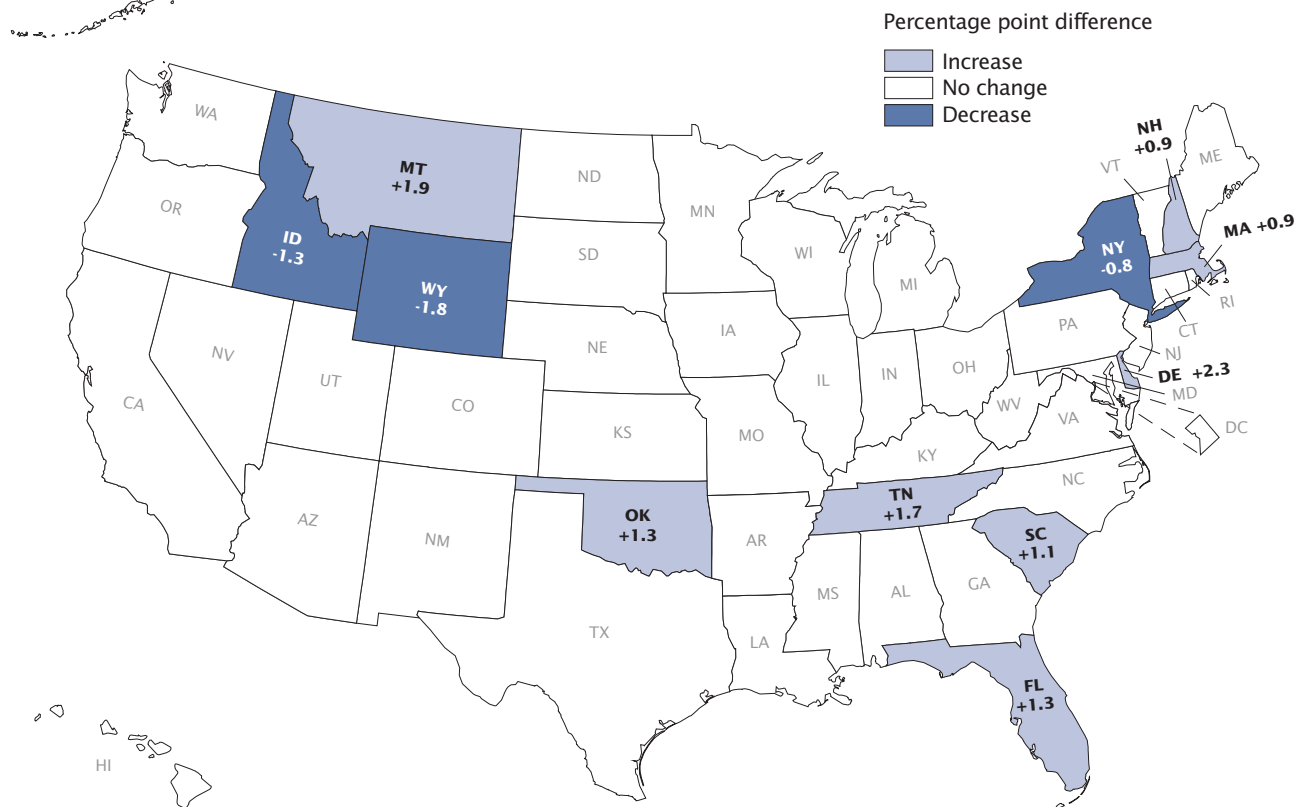 Percentage point difference
Increase
No change
Decrease
WA
MT
+1.9
ND
MN
OR
ID
-1.3
WY
-1.8
SD
WI
MI
NH
+0.9
VT
ME
MA +0.9
NY
-0.8
RI
CT
PA
NJ
DE +2.3
MD
DC
NV
UT
CA
CO
NE
IA
IL
IN
OH
WV
VA
KS
MO
KY
NC
AZ
NM
OK
+1.3
AR
TN
+1.7
SC
+1.1
MS
AL
GA
TX
LA
FL
+1.3
HI